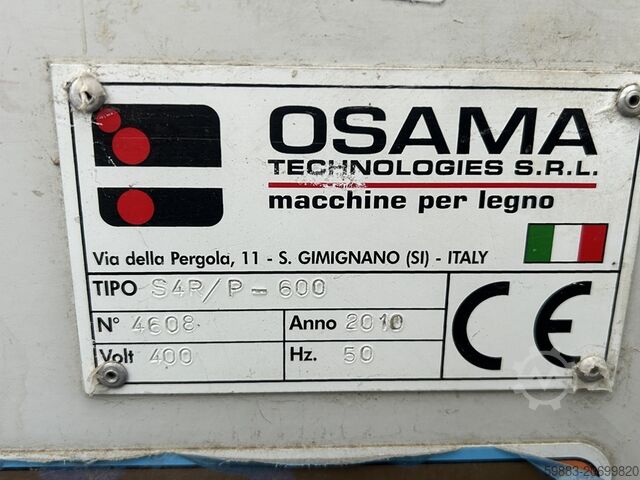 OSAMA
TECHNOLOGIES S.R.L.
macchine per legno
Via della Pergola, 11 - S. GIMIGNANO (SI) - ITALY
TIPO S4R/P-600
N° 4608 Anno 2010
Volt 400 Hz. 50
CE
59883-20699820